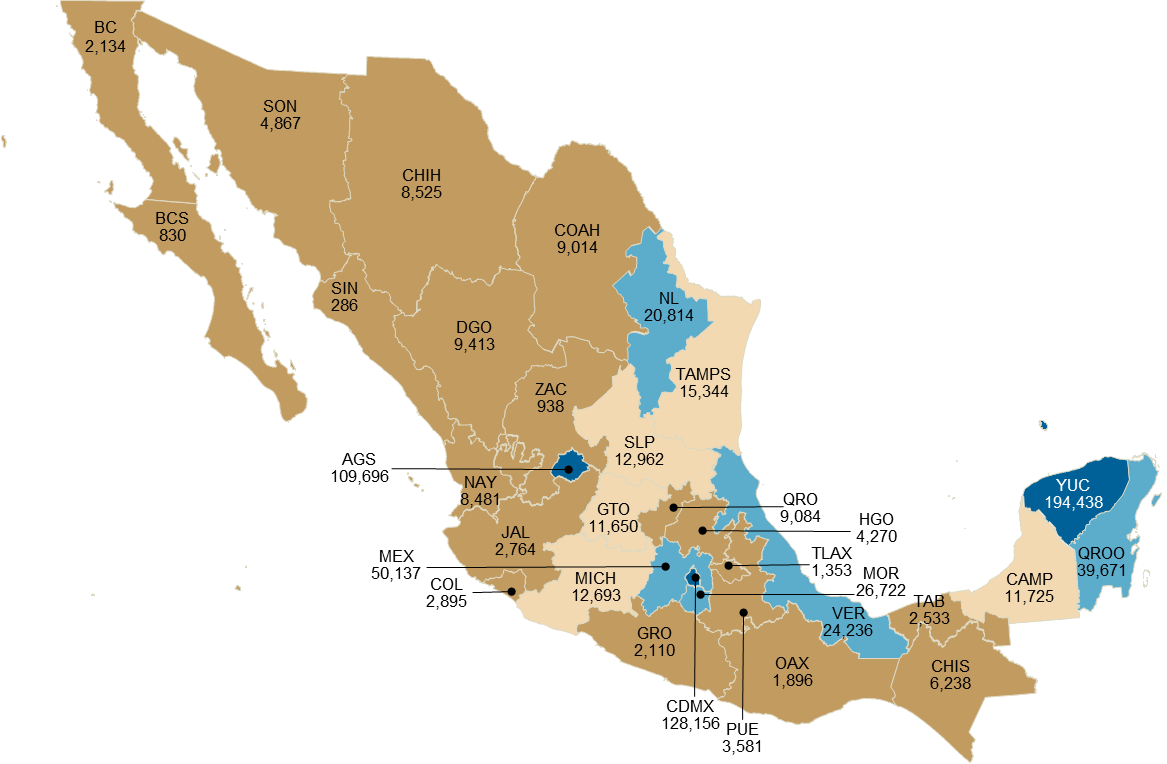 BC
2,134
SON
4,867
CHIH
8,525
BCS
830
COAH
9,014
SIN
286
NL
20,814
DGO
9,413
TAMPS
15,344
ZAC
938
SLP
12,962
AGS
109,696
NAY
8,481
YUC
194,438
QRO
9,084
GTO
11,650
HGO
4,270
JAL
2,764
TLAX
1,353
QROO
39,671
MEX
50,137
MOR
26,722
COL
2,895
MICH
12,693
CAMP
11,725
TAB
2,533
VER
24,236
GRO
2,110
OAX
1,896
CHIS
6,238
CDMX
128,156
PUE
3,581